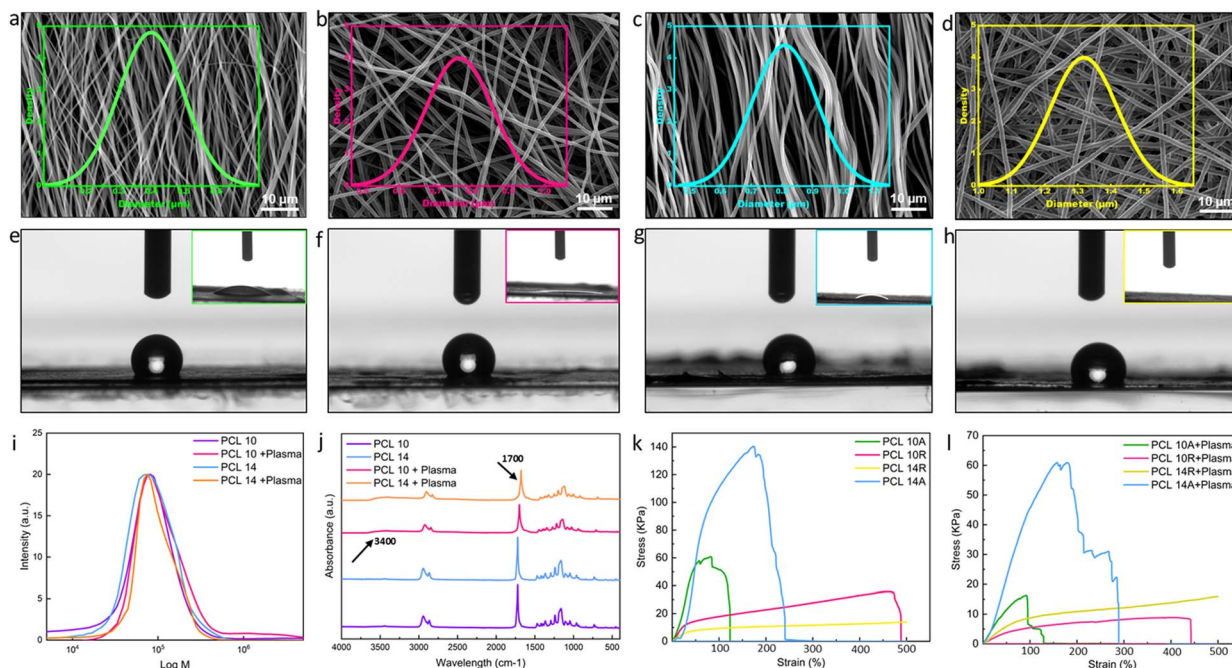 a
b
c
d
Density
Diameter (µm)
10 µm
Density
Diameter (µm)
10 µm
Density
0.9
Diameter (µm)
10 µm
Density
1.0 1.1 1.2 1.3 1.4 1.5 1.6
Diameter (µm)
10 µm
e
f
g
h
i
25
20
15
10
5
0
Intensity (a.u.)
10⁴ 10⁵ 10⁶
Log M
PCL 10
PCL 10 +Plasma
PCL 14
PCL 14 +Plasma
j
PCL 10
PCL 14
PCL 10 + Plasma
PCL 14 + Plasma
1700
3400
Absorbance (a.u.)
4000 3500 3000 2500 2000 1500 1000 500
Wavelength (cm-1)
k
140
120
100
80
60
40
20
0
Stress (KPa)
PCL 10A
PCL 10R
PCL 14R
PCL 14A
0 100 200 300 400 500
Strain (%)
l
70
60
50
40
30
20
10
0
Stress (KPa)
PCL 10A+Plasma
PCL 10R+Plasma
PCL 14R+Plasma
PCL 14A+Plasma
0 100 200 300 400 500
Strain (%)